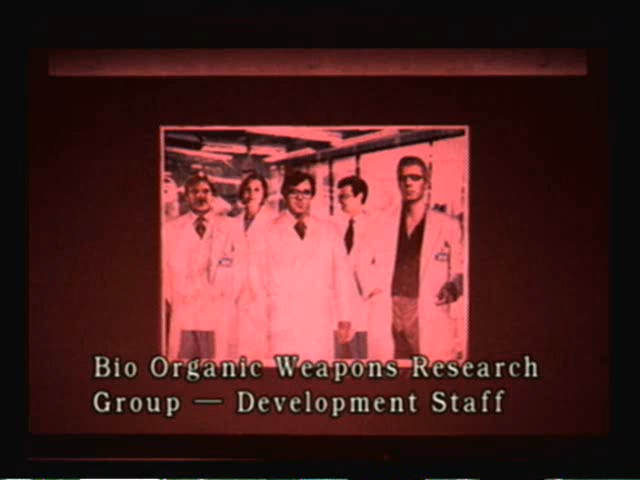 Bio Organic Weapons Research
Group — Development Staff